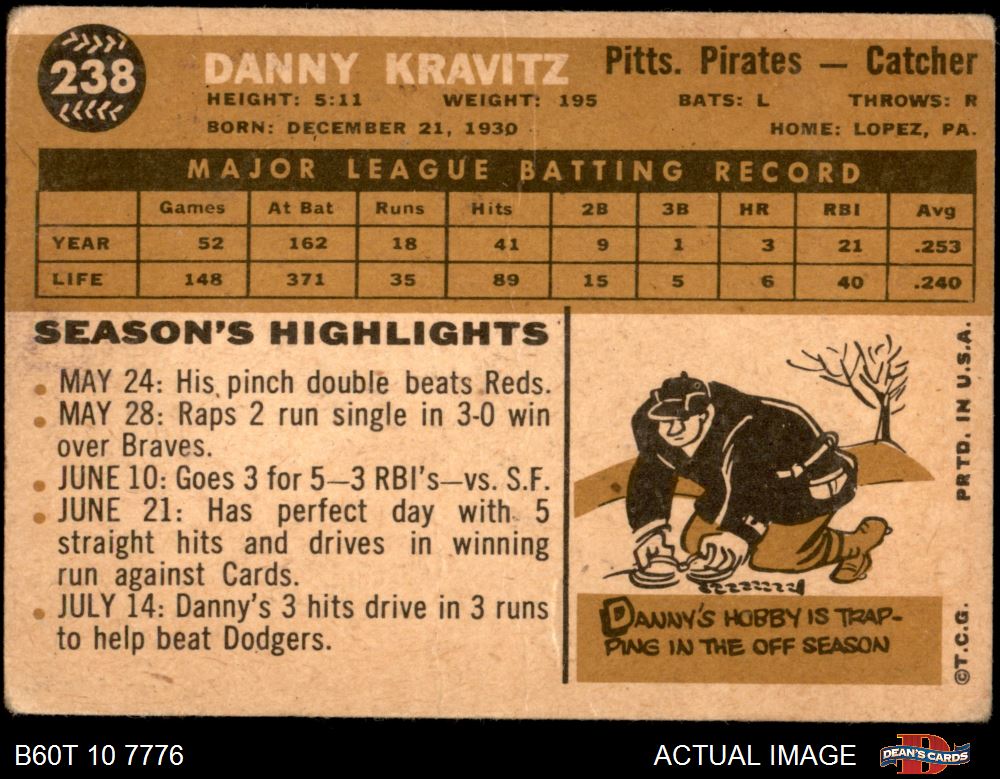 238
DANNY KRAVITZ Pitts. Pirates — Catcher
HEIGHT: 5:11 WEIGHT: 195 BATS: L THROWS: R
BORN: DECEMBER 21, 1930 HOME: LOPEZ, PA.
MAJOR LEAGUE BATTING RECORD
Games At Bat Runs Hits 2B 3B HR RBI Avg
YEAR 52 162 18 41 9 1 3 21 .253
LIFE 148 371 35 89 15 5 6 40 .240
SEASON'S HIGHLIGHTS
MAY 24: His pinch double beats Reds.
MAY 28: Raps 2 run single in 3-0 win
over Braves.
JUNE 10: Goes 3 for 5—3 RBI's—vs. S.F.
JUNE 21: Has perfect day with 5
straight hits and drives in winning
run against Cards.
JULY 14: Danny's 3 hits drive in 3 runs
to help beat Dodgers.
DANNY'S HOBBY IS TRAP-
PING IN THE OFF SEASON
©T.C.G. PRTD. IN U.S.A.
B60T 10 7776 ACTUAL IMAGE DEAN'S CARDS